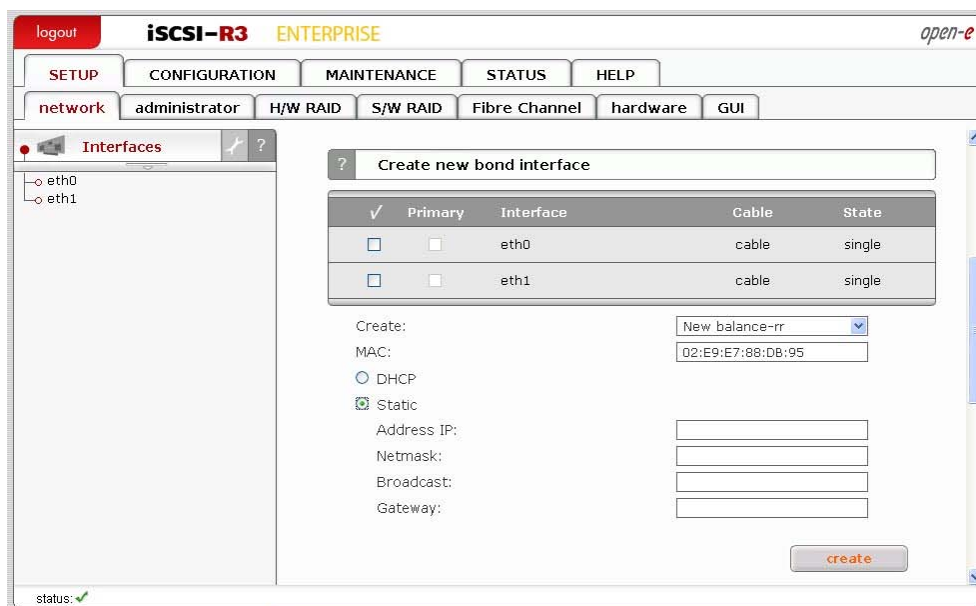 logout iSCSI-R3 ENTERPRISE open-e
SETUP CONFIGURATION MAINTENANCE STATUS HELP
network administrator H/W RAID S/W RAID Fibre Channel hardware GUI
Interfaces ?
eth0
eth1
? Create new bond interface
✓ Primary Interface Cable State
eth0 cable single
eth1 cable single
Create: New balance-rr
MAC: 02:E9:E7:88:DB:95
DHCP
Static
Address IP:
Netmask:
Broadcast:
Gateway:
create
status: ✓